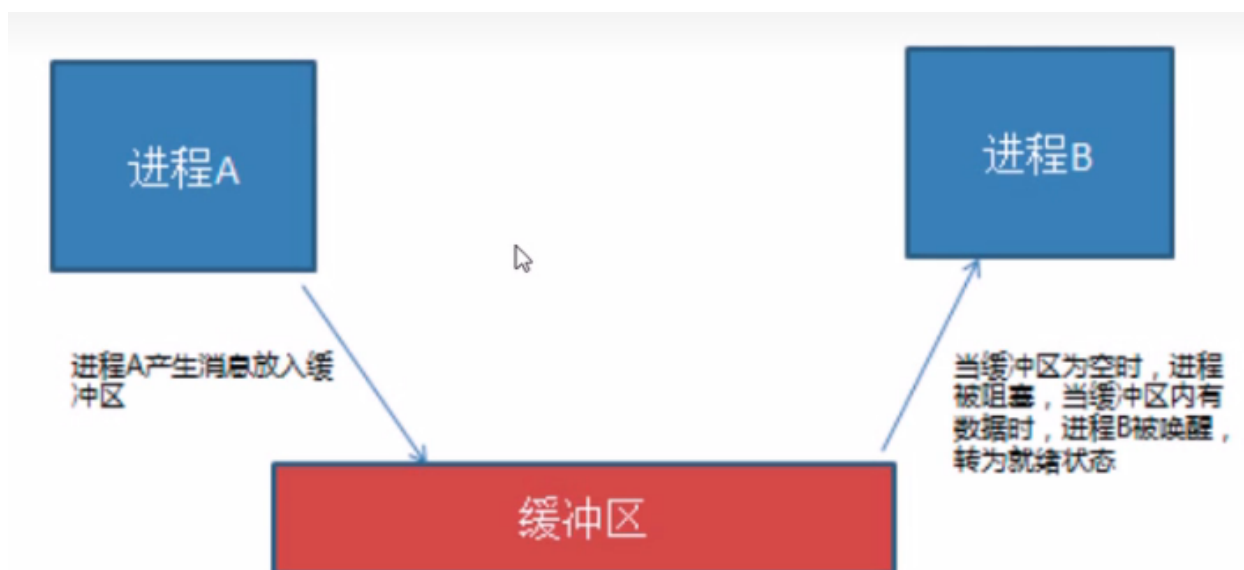 进程A
进程B
进程A产生消息放入缓
冲区
当缓冲区为空时，进程
被阻塞，当缓冲区内有
数据时，进程B被唤醒，
转为就绪状态
缓冲区